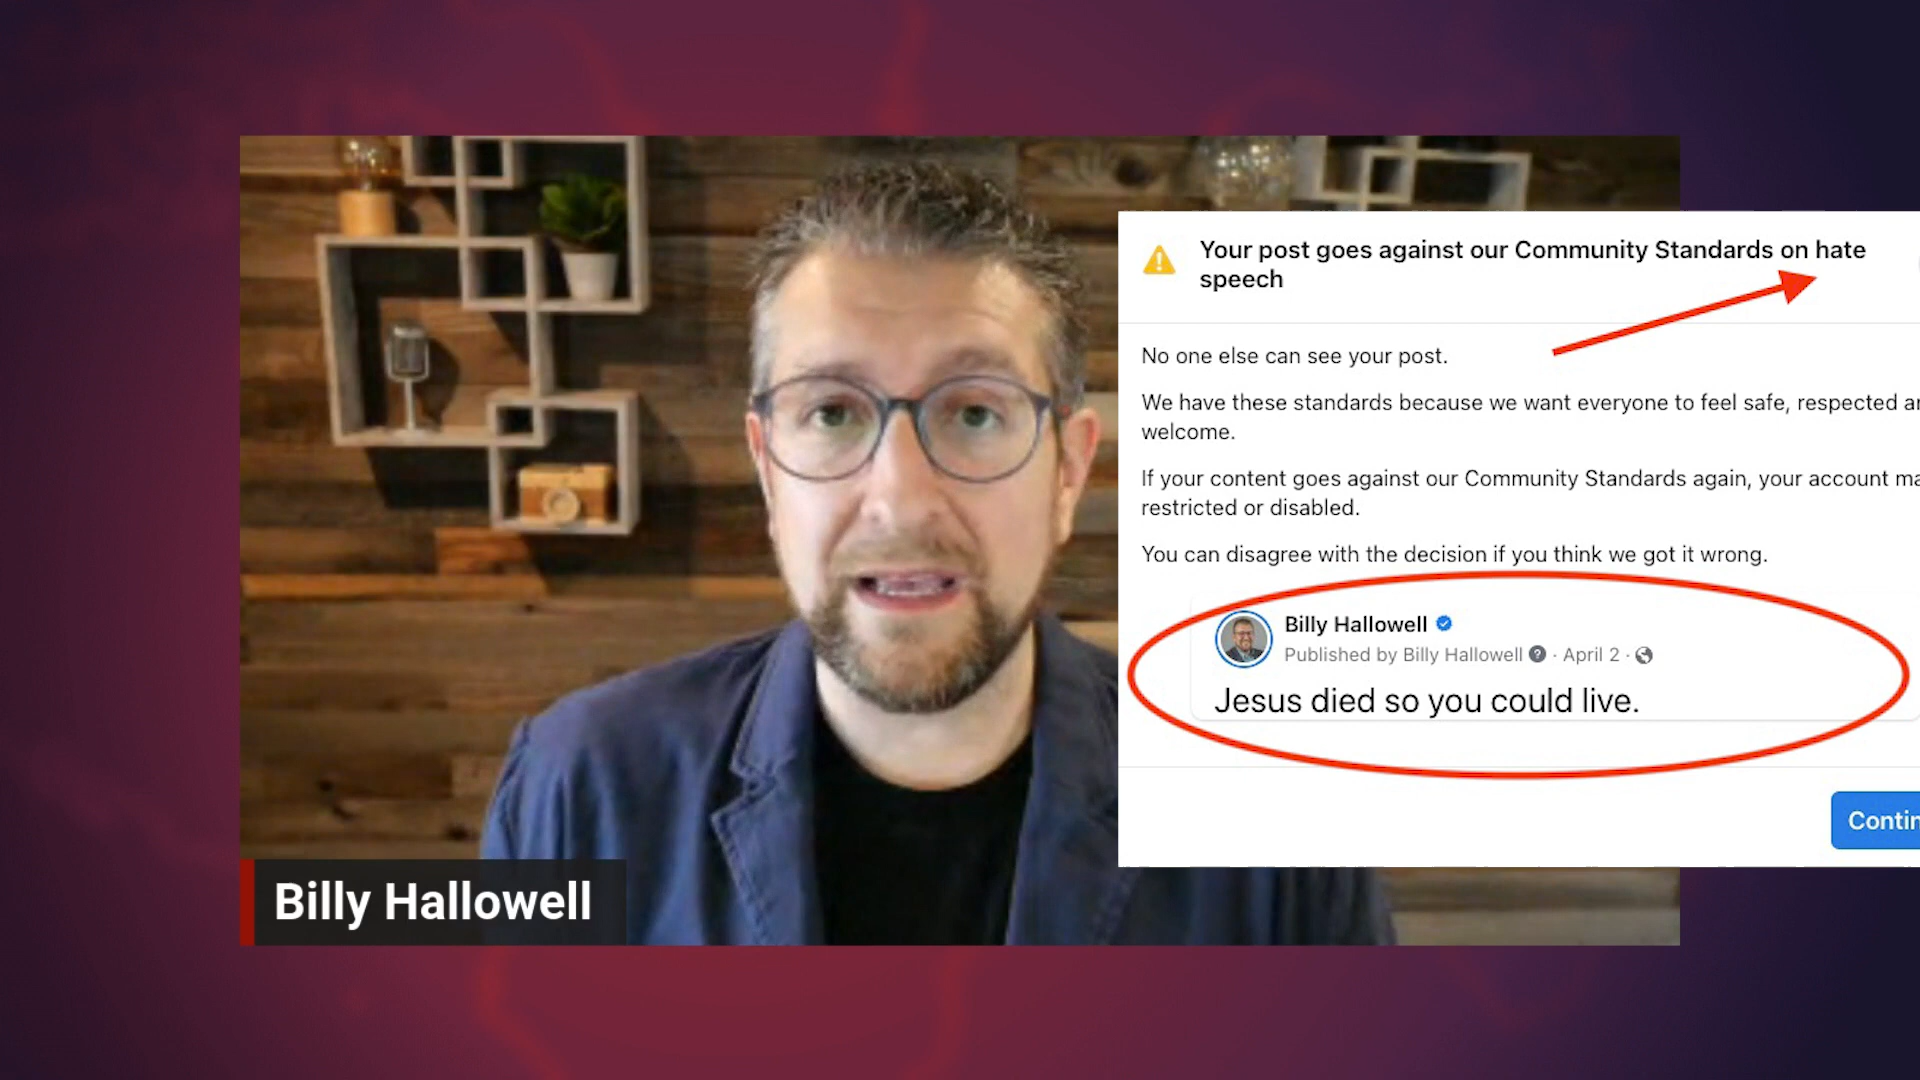 Your post goes against our Community Standards on hate
speech
No one else can see your post.
We have these standards because we want everyone to feel safe, respected
welcome.
If your content goes against our Community Standards again, your account
restricted or disabled.
You can disagree with the decision if you think we got it wrong.
Billy Hallowell
Published by Billy Hallowell ? · April 2 ·
Jesus died so you could live.
Billy Hallowell